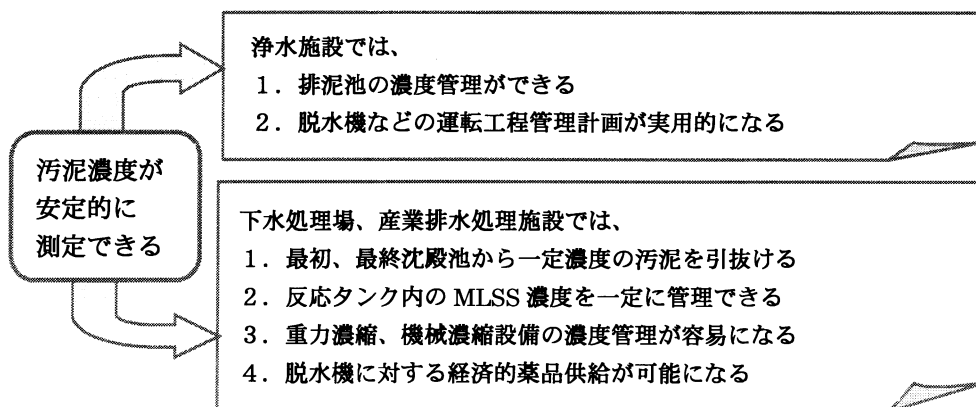 浄水施設では、
１．排泥池の濃度管理ができる
２．脱水機などの運転工程管理計画が実用的になる
汚泥濃度が
安定的に
測定できる
下水処理場、産業排水処理施設では、
１．最初、最終沈殿池から一定濃度の汚泥を引抜ける
２．反応タンク内の MLSS 濃度を一定に管理できる
３．重力濃縮、機械濃縮設備の濃度管理が容易になる
４．脱水機に対する経済的薬品供給が可能になる